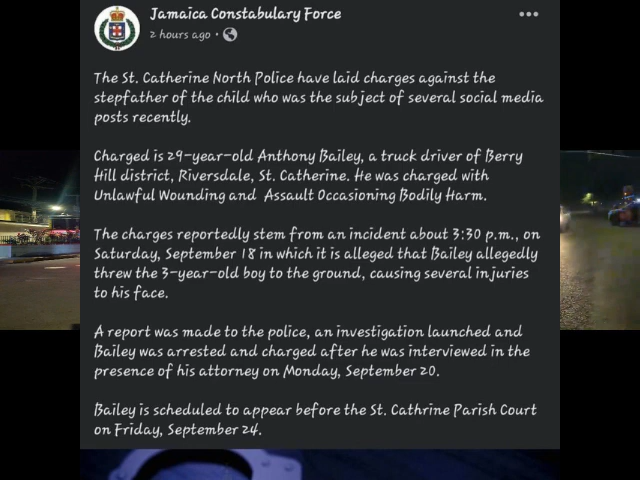 Jamaica Constabulary Force
2 hours ago •
The St. Catherine North Police have laid charges against the
stepfather of the child who was the subject of several social media
posts recently.
Charged is 29-year-old Anthony Bailey, a truck driver of Berry
Hill district, Riversdale, St. Catherine. He was charged with
Unlawful Wounding and Assault Occasioning Bodily Harm.
The charges reportedly stem from an incident about 3:30 p.m., on
Saturday, September 18 in which it is alleged that Bailey allegedly
threw the 3-year-old boy to the ground, causing several injuries
to his face.
A report was made to the police, an investigation launched and
Bailey was arrested and charged after he was interviewed in the
presence of his attorney on Monday, September 20.
Bailey is scheduled to appear before the St. Cathrine Parish Court
on Friday, September 24.